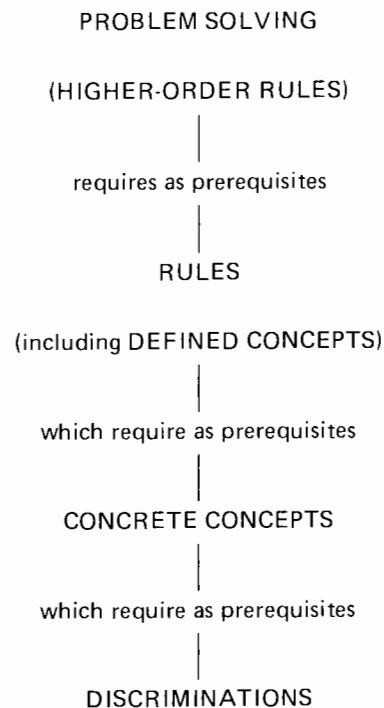 PROBLEM SOLVING
(HIGHER-ORDER RULES)
requires as prerequisites
RULES
(including DEFINED CONCEPTS)
which require as prerequisites
CONCRETE CONCEPTS
which require as prerequisites
DISCRIMINATIONS